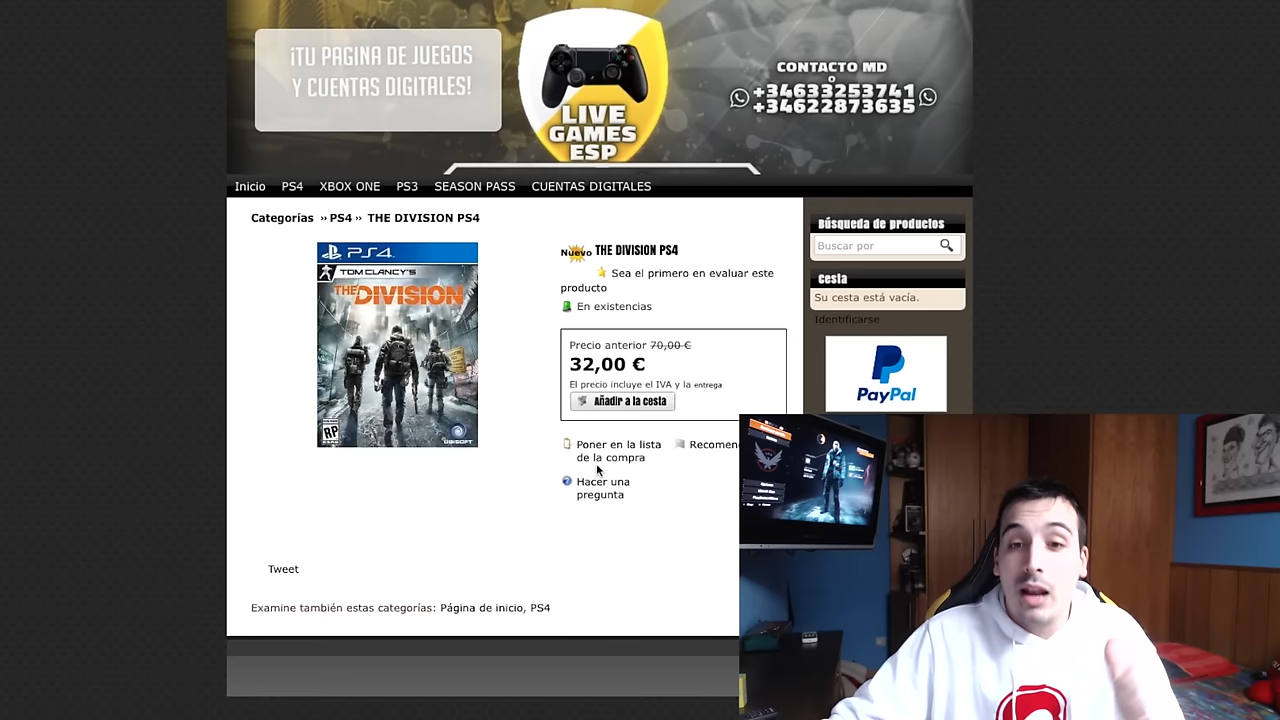 ¡TU PAGINA DE JUEGOS
Y CUENTAS DIGITALES!
LIVE
GAMES
ESP
CONTACTO MD
O
+34633253741
+34622873635
Inicio PS4 XBOX ONE PS3 SEASON PASS CUENTAS DIGITALES
Categorías »PS4» THE DIVISION PS4
PS4
TOM CLANCY'S
THE DIVISION
RP
UBISOFT
Nuevo THE DIVISION PS4
Sea el primero en evaluar este
producto
En existencias
Precio anterior 70,00 €
32,00 €
El precio incluye el IVA y la entrega
Añadir a la cesta
Poner en la lista
de la compra
Recomen
Hacer una
pregunta
Tweet
Examine también estas categorías: Página de inicio, PS4
Búsqueda de productos
Buscar por
Cesta
Su cesta está vacía.
Identificarse
PayPal